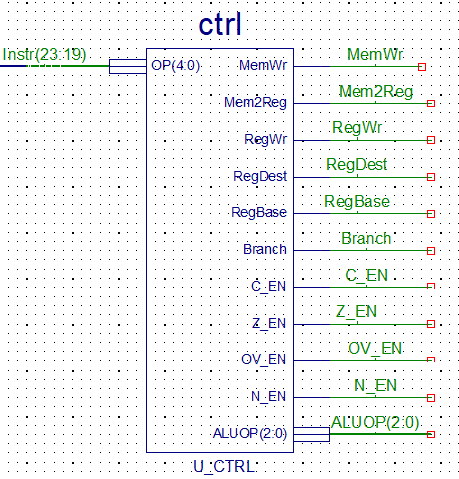 ctrl
Instr(23:19)
OP(4:0)
MemWr MemWr
Mem2Reg Mem2Reg
RegWr RegWr
RegDest RegDest
RegBase RegBase
Branch Branch
C_EN C_EN
Z_EN Z_EN
OV_EN OV_EN
N_EN N_EN
ALUOP(2:0) ALUOP(2:0)
U_CTRL